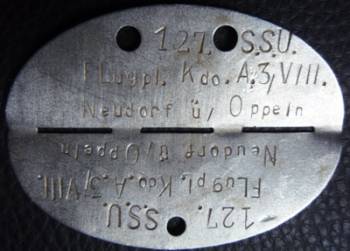 127. S.S.U.
FLugpl. Kdo. A.3/VIII.
Neudorf ü/ Oppeln
Neudorf ü/ Oppeln
FLugpl. Kdo. A.3/VIII.
127. S.S.U.